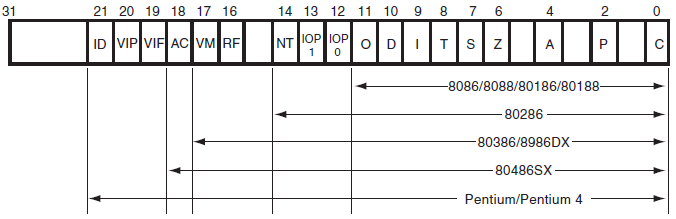 31 21 20 19 18 17 16 14 13 12 11 10 9 8 7 6 4 2 0
ID VIP VIF AC VM RF NT IOP 1 IOP 0 O D I T S Z A P C
8086/8088/80186/80188
80286
80386/8986DX
80486SX
Pentium/Pentium 4